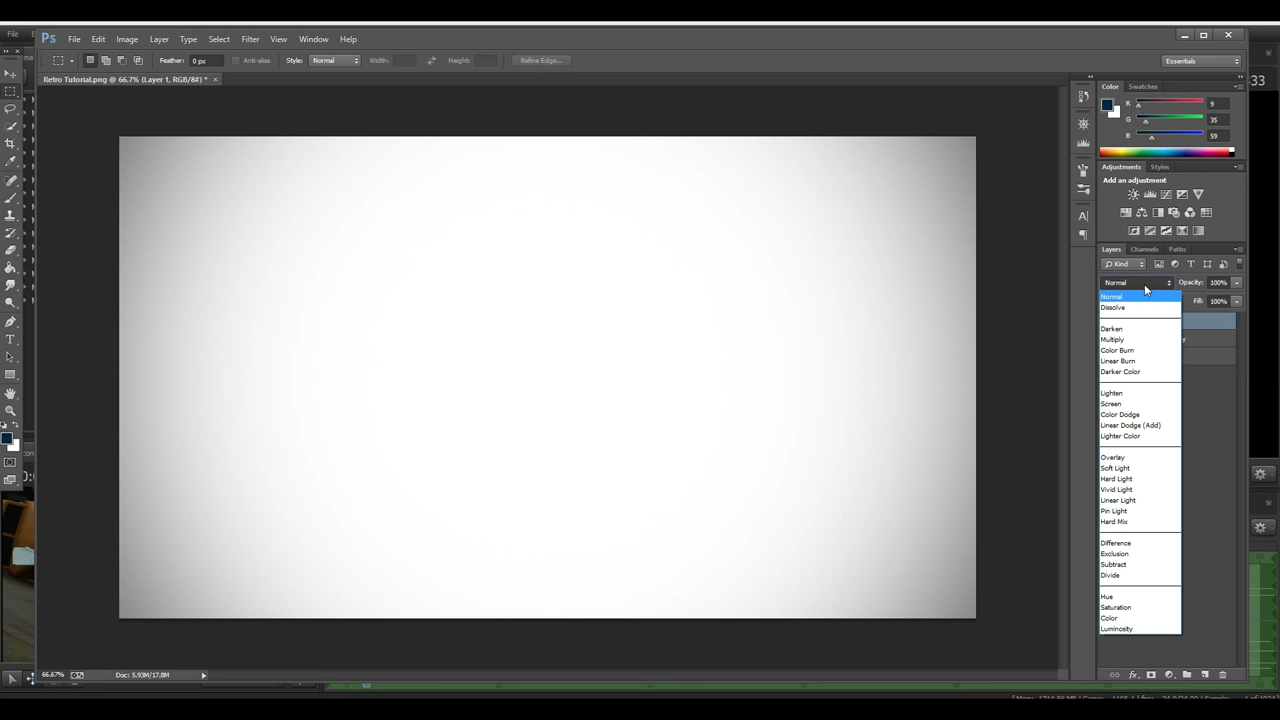 Ps File Edit Image Layer Type Select Filter View Window Help
Feather: 0 px Anti-alias Style: Normal Width: Height: Refine Edge... Essentials
Retro Tutorial.png @ 66.7% (Layer 1, RGB/8#) * ×
Color Swatches
R 9
G 35
B 59
Adjustments Styles
Add an adjustment
Layers Channels Paths
Kind
Normal Opacity: 100%
Fill: 100%
Normal
Dissolve
Darken
Multiply
Color Burn
Linear Burn
Darker Color
Lighten
Screen
Color Dodge
Linear Dodge (Add)
Lighter Color
Overlay
Soft Light
Hard Light
Vivid Light
Linear Light
Pin Light
Hard Mix
Difference
Exclusion
Subtract
Divide
Hue
Saturation
Color
Luminosity
66.67% Doc: 5.93M/17.8M